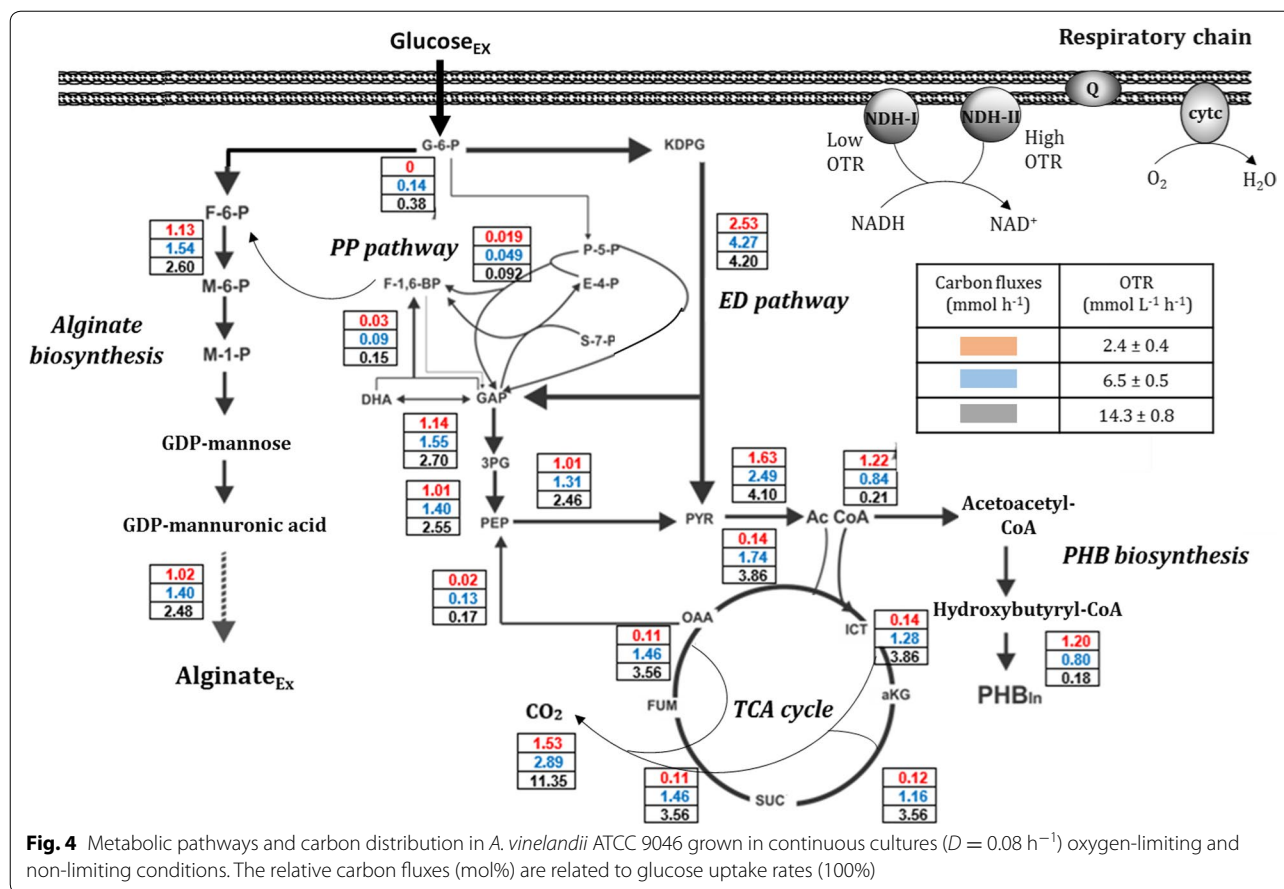 Glucose_EX
Respiratory chain
Q
NDH-I
NDH-II
cytc
Low
OTR
High
OTR
O₂
H₂O
NADH
NAD⁺
G-6-P
KDPG
0
0.14
0.38
F-6-P
1.13
1.54
2.60
PP pathway
0.019
0.049
0.092
P-5-P
2.53
4.27
4.20
M-6-P
F-1,6-BP
E-4-P
ED pathway
Carbon fluxes
(mmol h⁻¹)
OTR
(mmol L⁻¹ h⁻¹)
2.4 ± 0.4
6.5 ± 0.5
14.3 ± 0.8
Alginate
biosynthesis
0.03
0.09
0.15
S-7-P
M-1-P
DHA
GAP
GDP-mannose
1.14
1.55
2.70
3PG
1.01
1.31
2.46
1.63
2.49
4.10
1.22
0.84
0.21
GDP-mannuronic acid
1.01
1.40
2.55
PEP
PYR
Ac CoA
Acetoacetyl-
CoA
0.14
1.74
3.86
PHB biosynthesis
1.02
1.40
2.48
0.02
0.13
0.17
OAA
ICT
0.14
1.28
3.86
Hydroxybutyryl-CoA
1.20
0.80
0.18
Alginate_Ex
0.11
1.46
3.56
FUM
TCA cycle
aKG
PHB_In
CO₂
1.53
2.89
11.35
0.11
1.46
3.56
SUC
0.12
1.16
3.56
Fig. 4 Metabolic pathways and carbon distribution in A. vinelandii ATCC 9046 grown in continuous cultures (D = 0.08 h⁻¹) oxygen-limiting and
non-limiting conditions. The relative carbon fluxes (mol%) are related to glucose uptake rates (100%)